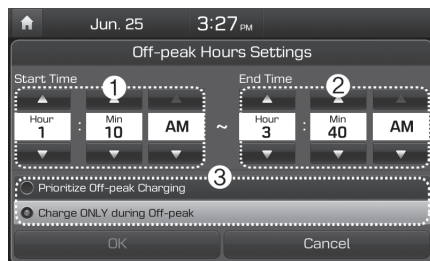 Jun. 25 3:27 PM
Off-peak Hours Settings
Start Time End Time
1 2
Hour Min Hour Min
1 : 10 AM ~ 3 : 40 AM
3
Prioritize Off-peak Charging
Charge ONLY during Off-peak
OK Cancel